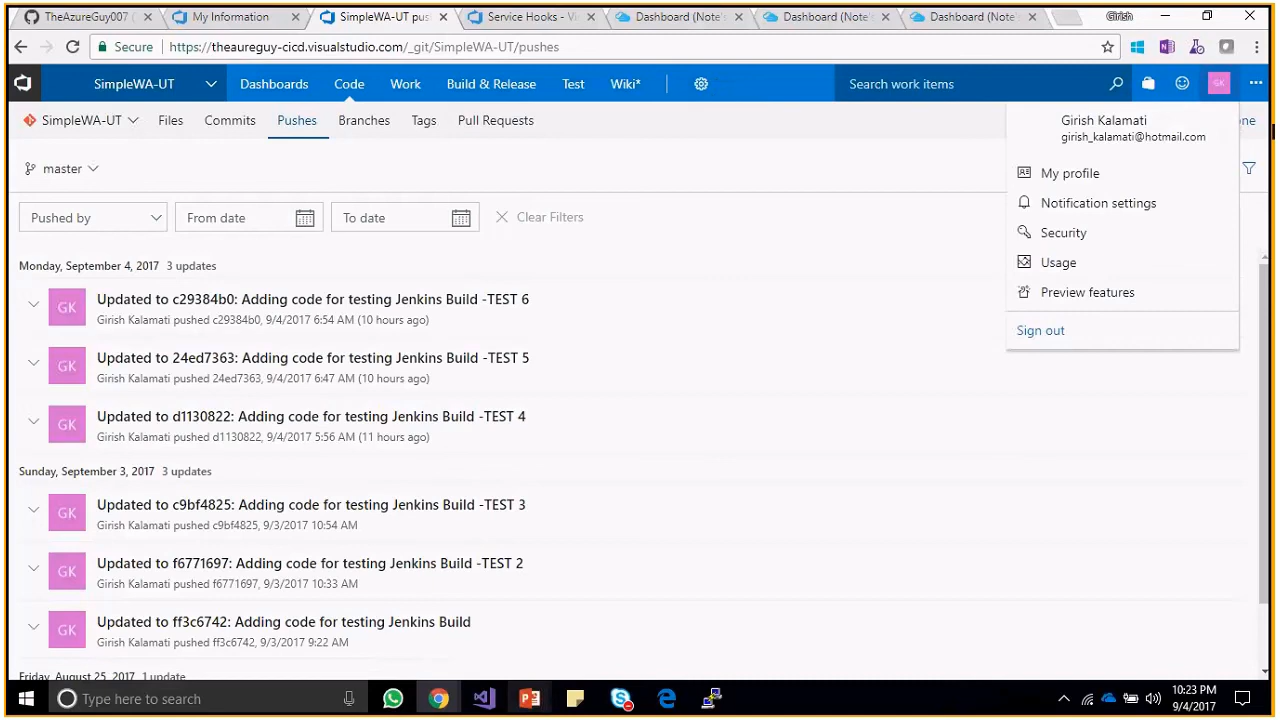 TheAzureGuy007 (
My Information
SimpleWA-UT pus
Service Hooks - Vi
Dashboard (Note's
Dashboard (Note's
Dashboard (Note's
Girish
Secure
https://theaureguy-cicd.visualstudio.com/_git/SimpleWA-UT/pushes
SimpleWA-UT
Dashboards
Code
Work
Build & Release
Test
Wiki*
Search work items
GK
SimpleWA-UT
Files
Commits
Pushes
Branches
Tags
Pull Requests
Girish Kalamati
girish_kalamati@hotmail.com
My profile
Notification settings
Security
Usage
Preview features
Sign out
master
Pushed by
From date
To date
Clear Filters
Monday, September 4, 2017 3 updates
GK
Updated to c29384b0: Adding code for testing Jenkins Build -TEST 6
Girish Kalamati pushed c29384b0, 9/4/2017 6:54 AM (10 hours ago)
GK
Updated to 24ed7363: Adding code for testing Jenkins Build -TEST 5
Girish Kalamati pushed 24ed7363, 9/4/2017 6:47 AM (10 hours ago)
GK
Updated to d1130822: Adding code for testing Jenkins Build -TEST 4
Girish Kalamati pushed d1130822, 9/4/2017 5:56 AM (11 hours ago)
Sunday, September 3, 2017 3 updates
GK
Updated to c9bf4825: Adding code for testing Jenkins Build -TEST 3
Girish Kalamati pushed c9bf4825, 9/3/2017 10:54 AM
GK
Updated to f6771697: Adding code for testing Jenkins Build -TEST 2
Girish Kalamati pushed f6771697, 9/3/2017 10:33 AM
GK
Updated to ff3c6742: Adding code for testing Jenkins Build
Girish Kalamati pushed ff3c6742, 9/3/2017 9:22 AM
Friday, August 25, 2017 1 update
Type here to search
10:23 PM
9/4/2017